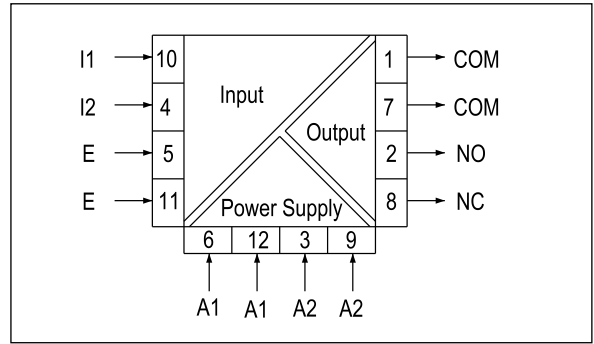 I1 10 Input 1 COM
I2 4 7 COM
E 5 Output 2 NO
E 11 Power Supply 8 NC
6 12 3 9
A1 A1 A2 A2